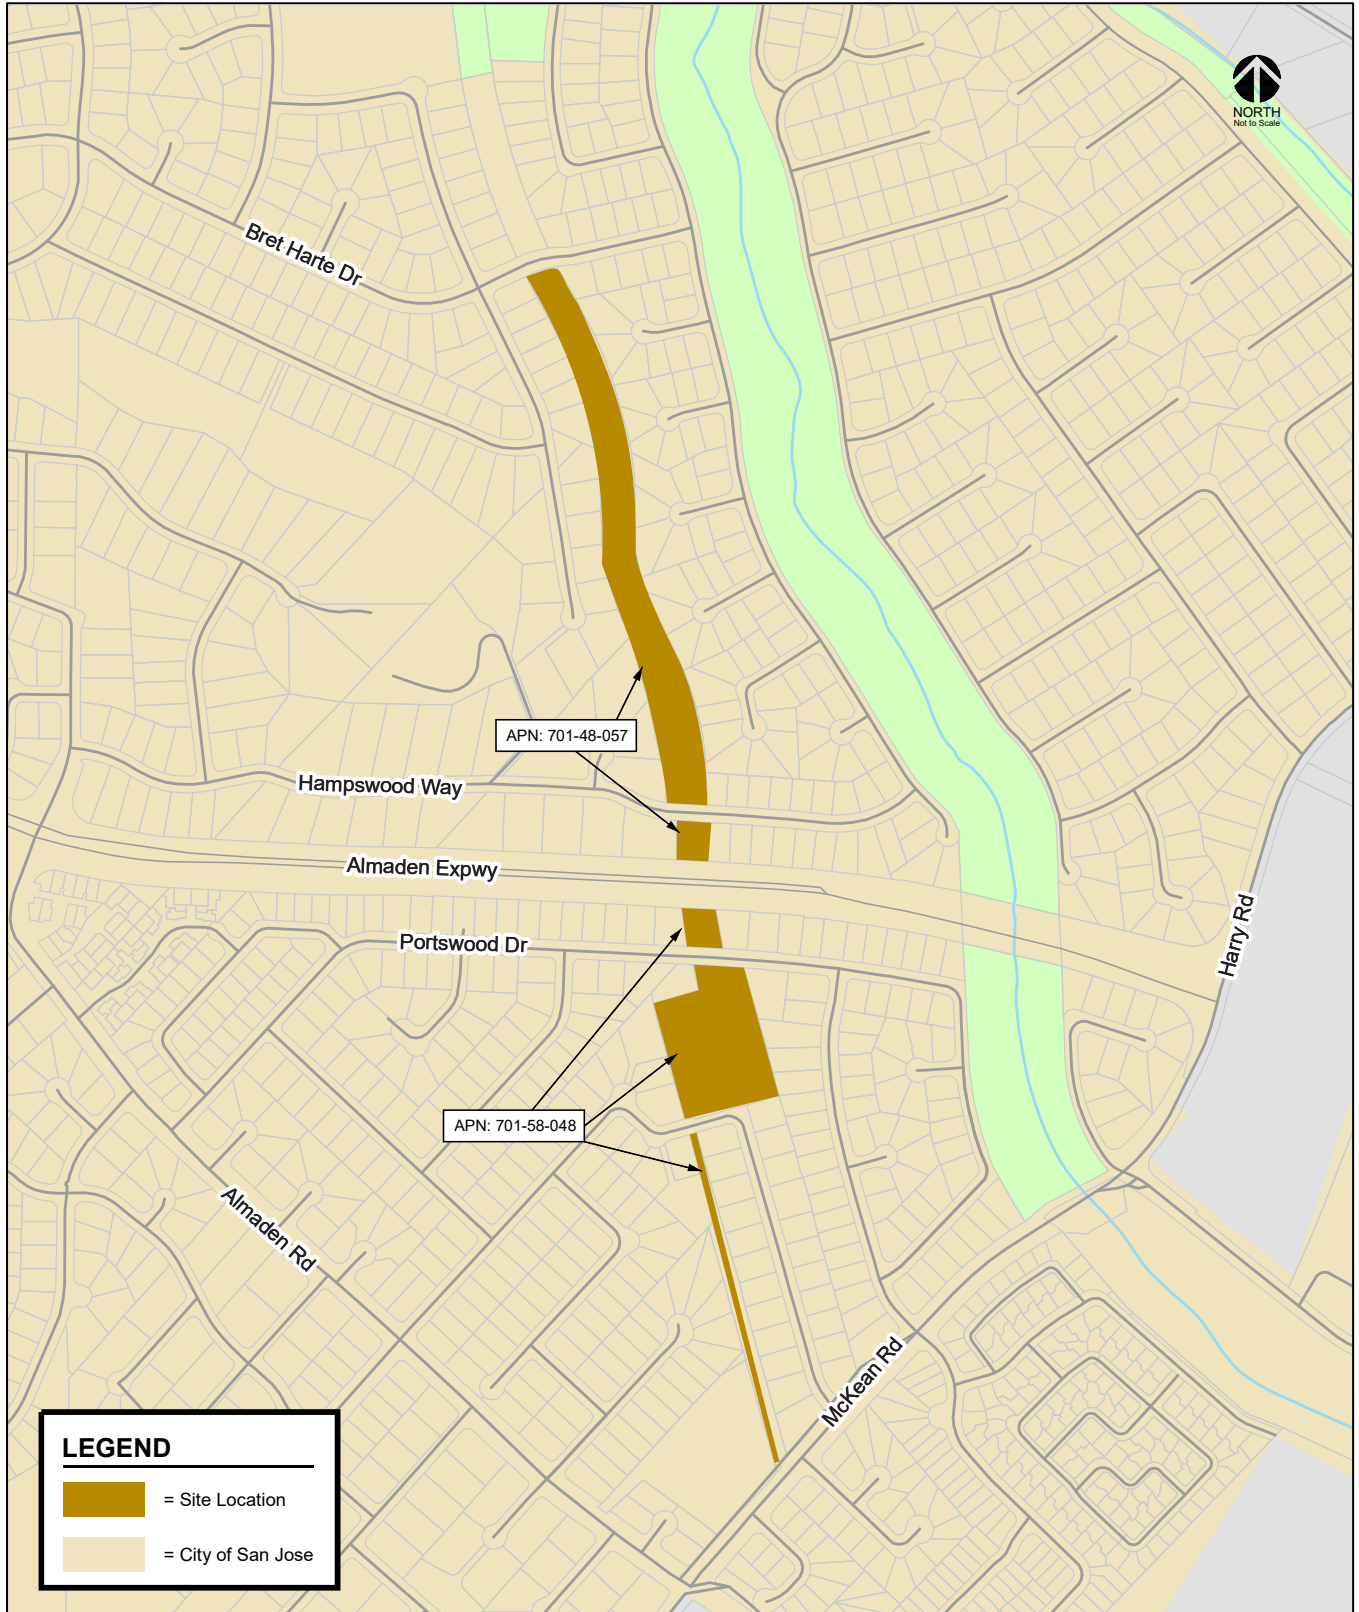 NORTH
Not to Scale
Bret Harte Dr
APN: 701-48-057
Hampswood Way
Almaden Expwy
Harry Rd
Portswood Dr
APN: 701-58-048
Almaden Rd
McKean Rd
LEGEND
= Site Location
= City of San Jose